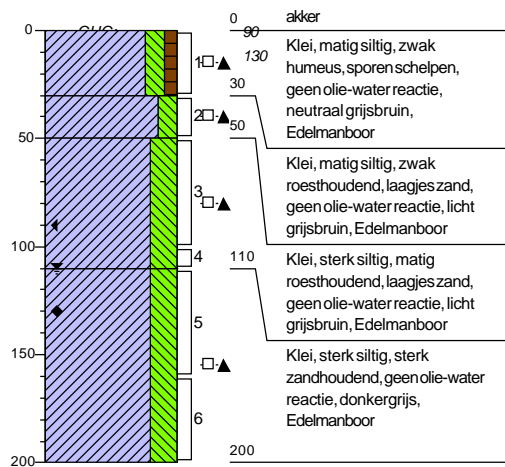 0
50
100
150
200
1
2
3
4
5
6
90
130
0
30
50
110
200
akker
Klei, matig siltig, zwak
humeus, sporen schelpen,
geen olie-water reactie,
neutraal grijsbruin,
Edelmanboor
Klei, matig siltig, zwak
roesthoudend, laagjes zand,
geen olie-water reactie, licht
grijsbruin, Edelmanboor
Klei, sterk siltig, matig
roesthoudend, laagjes zand,
geen olie-water reactie, licht
grijsbruin, Edelmanboor
Klei, sterk siltig, sterk
zandhoudend, geen olie-water
reactie, donkergrijs,
Edelmanboor